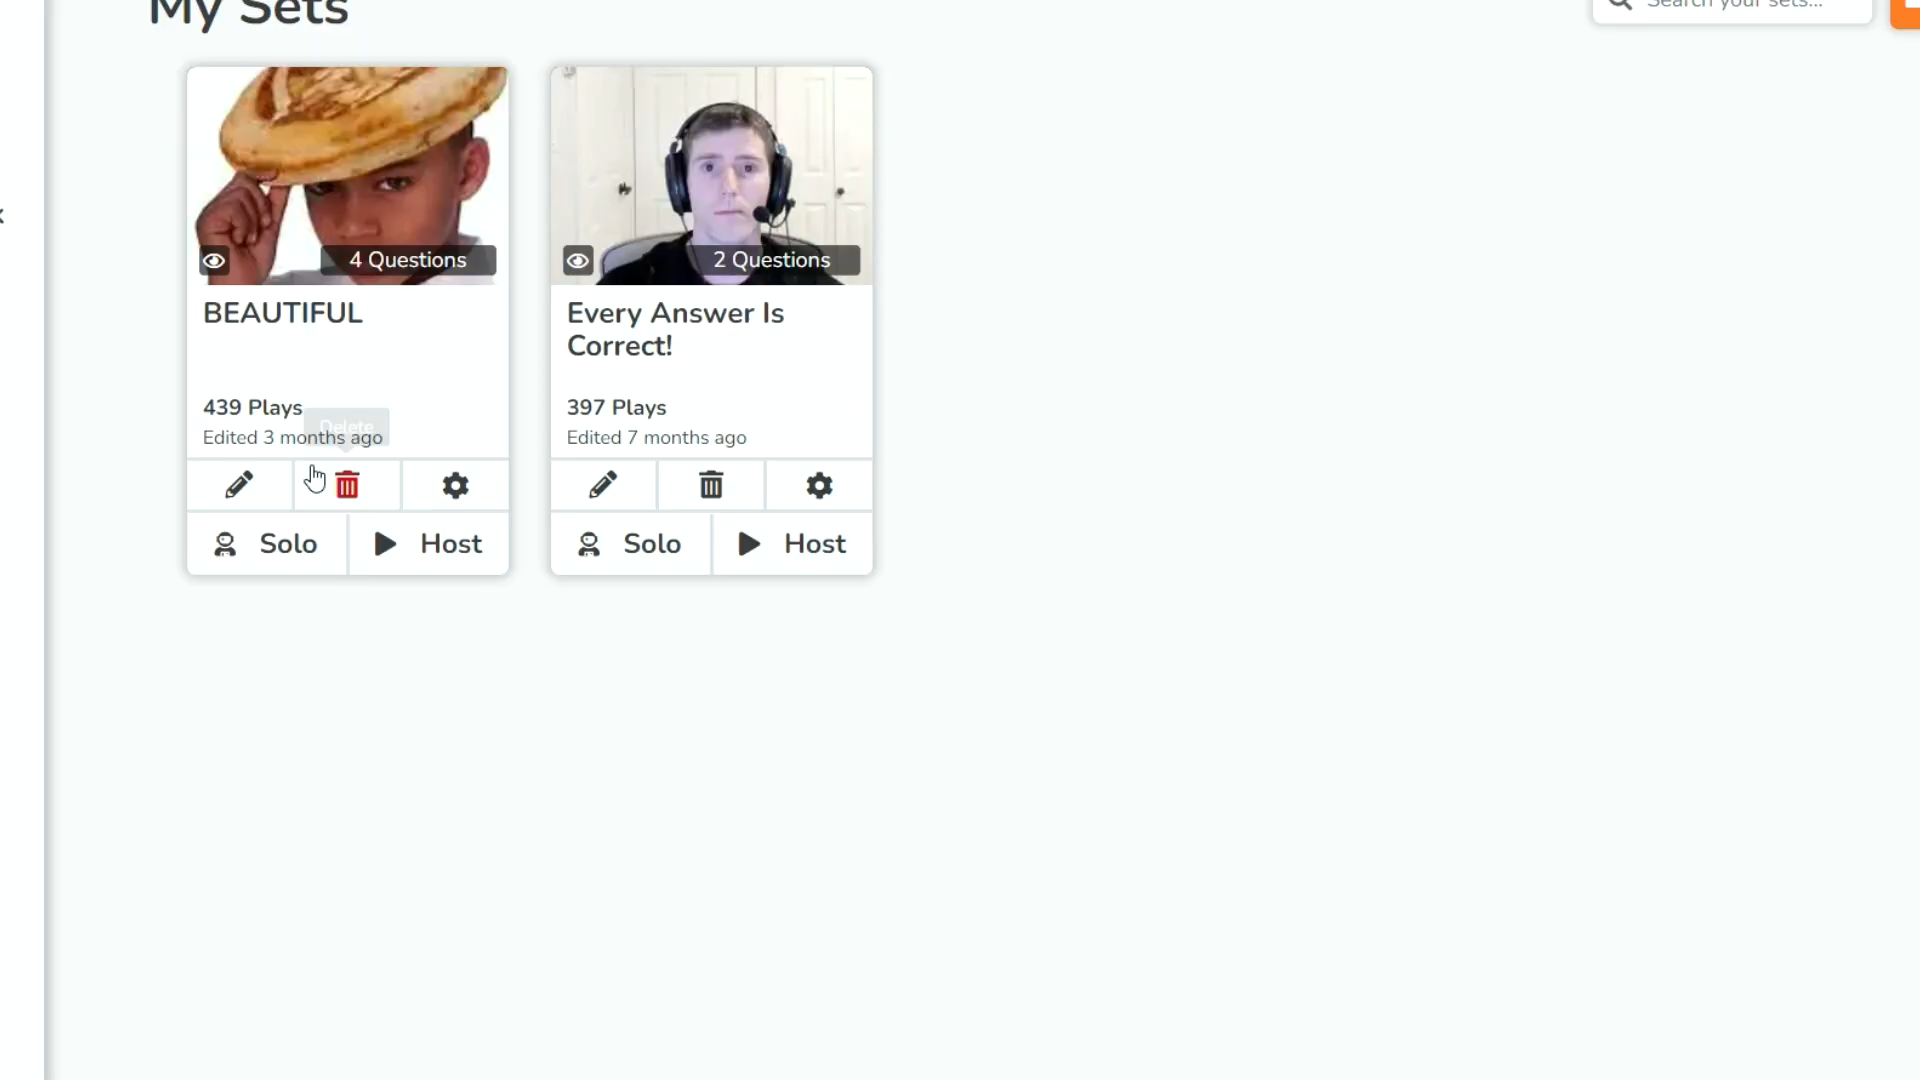 My Sets
Search your sets...
4 Questions
2 Questions
BEAUTIFUL
Every Answer Is
Correct!
439 Plays
397 Plays
Delete
Edited 3 months ago
Edited 7 months ago
Solo
Host
Solo
Host